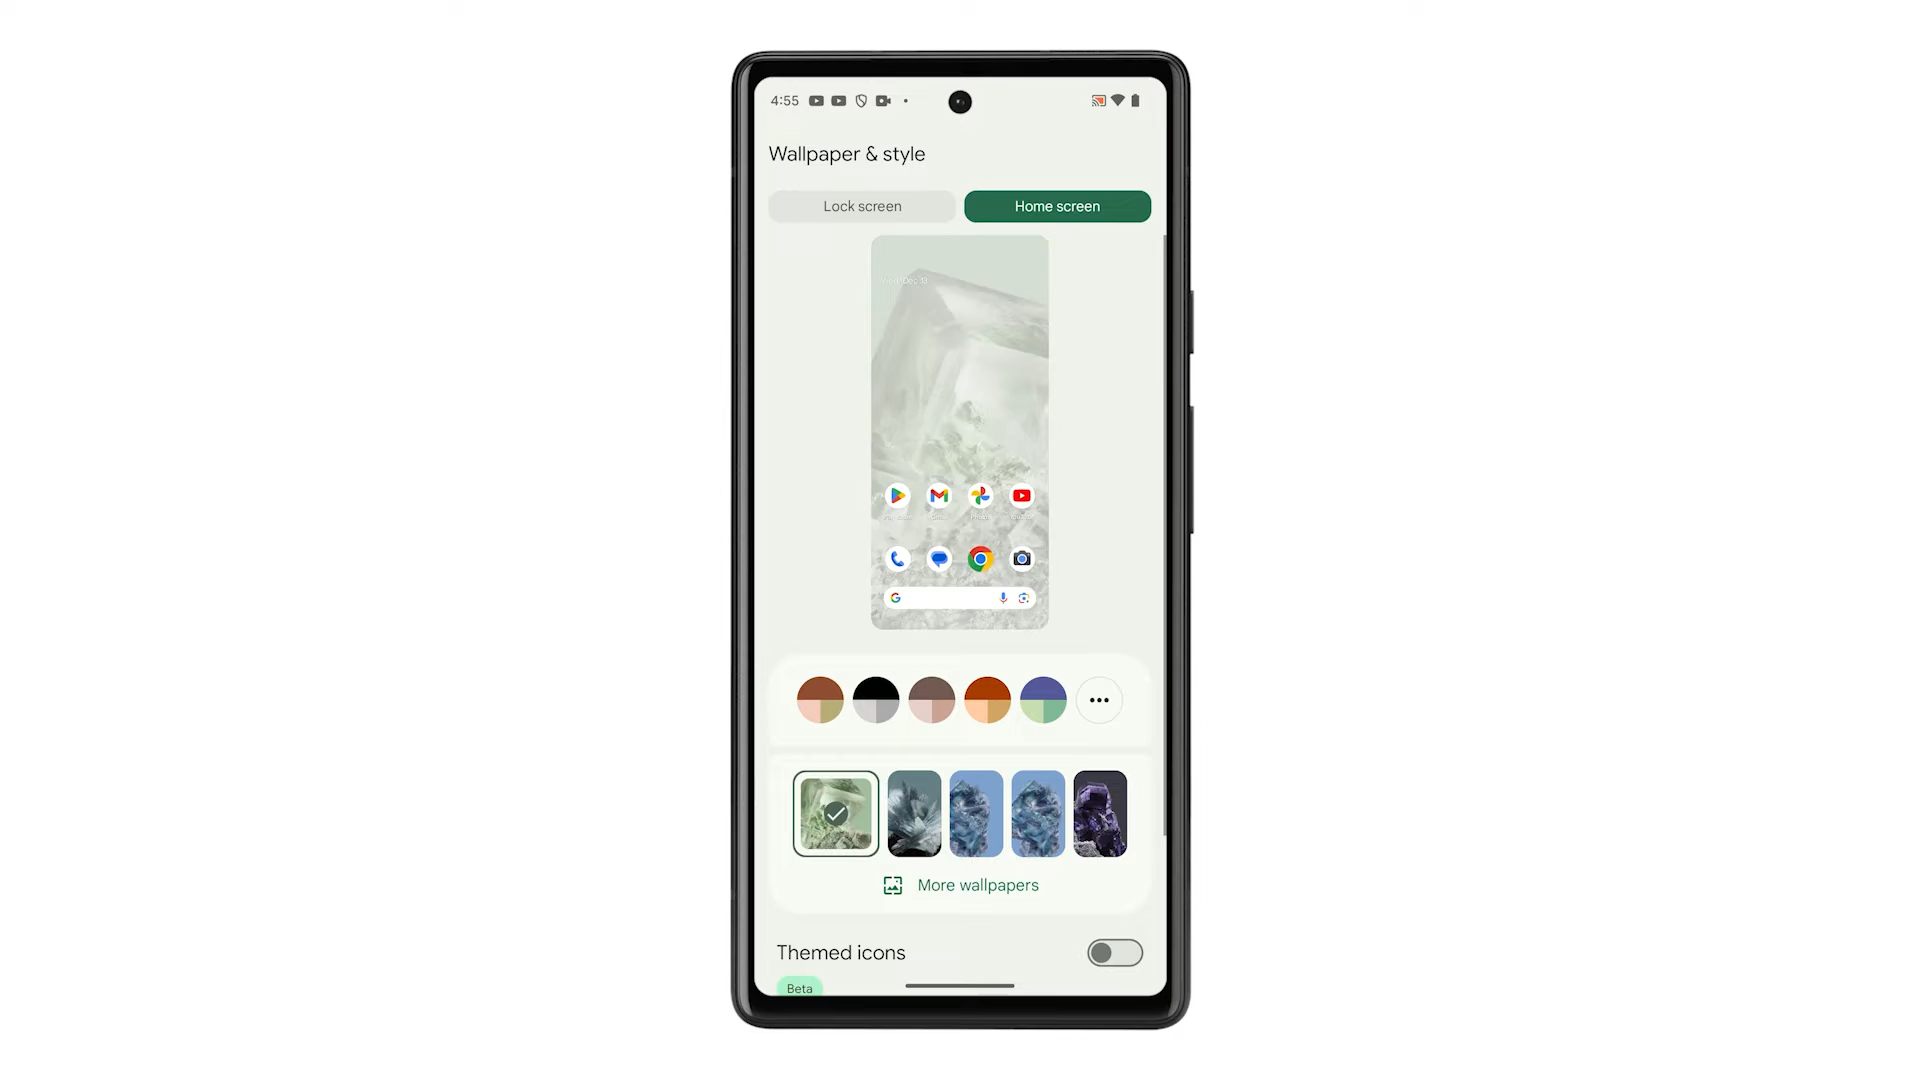 4:55
Wallpaper & style
Lock screen
Home screen
More wallpapers
Themed icons
Beta